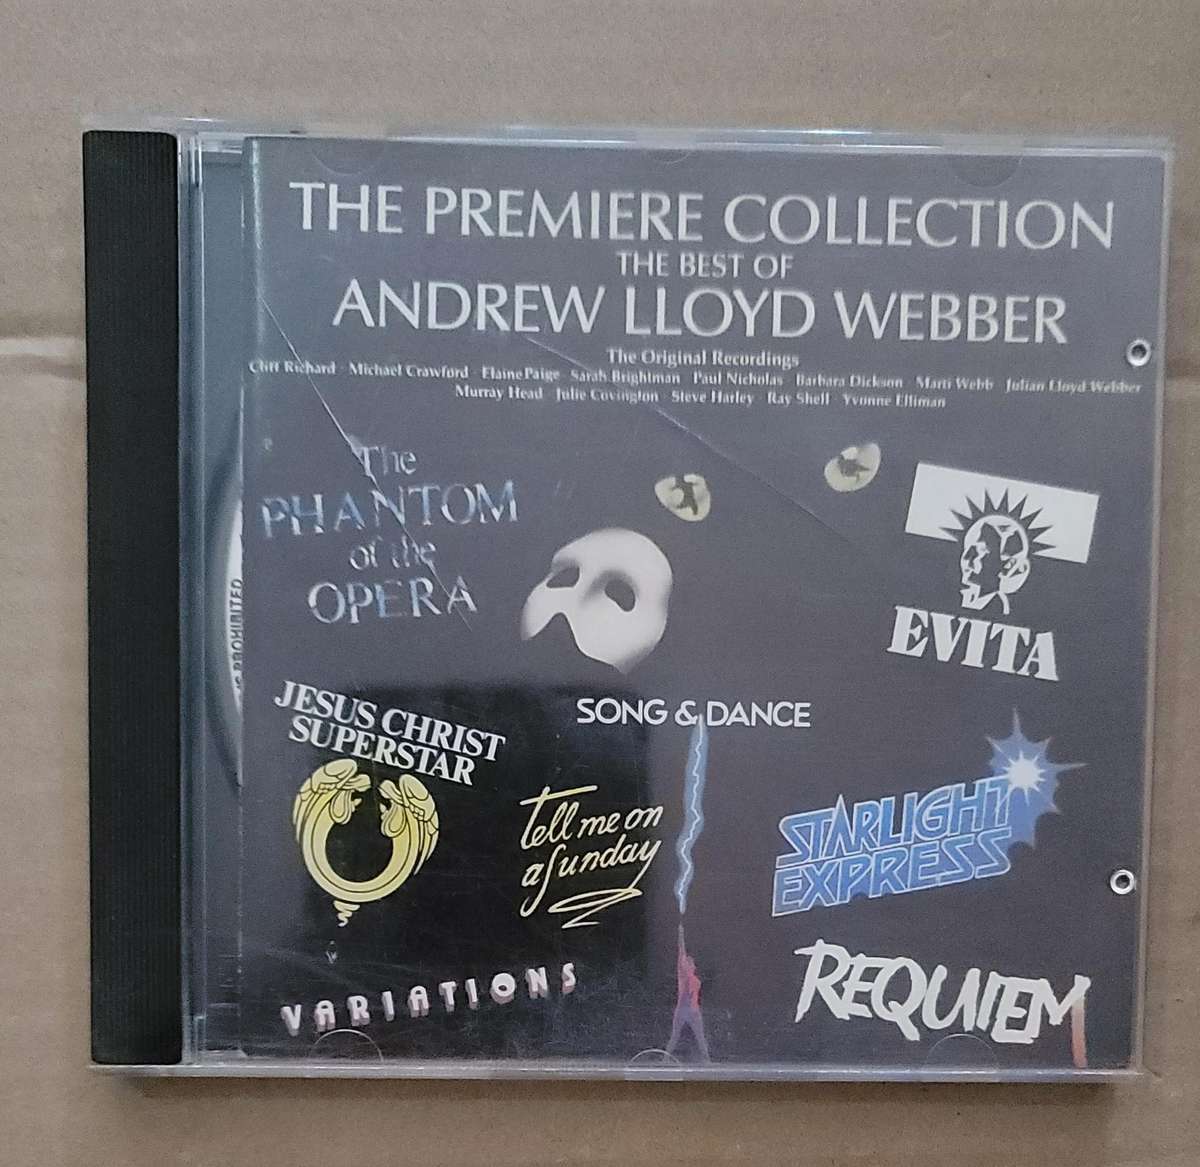 THE PREMIERE COLLECTION
THE BEST OF
ANDREW LLOYD WEBBER
The Original Recordings
Cliff Richard · Michael Crawford · Elaine Paige · Sarah Brightman · Paul Nicholas · Barbara Dickson · Marti Webb · Julian Lloyd Webber
Murray Head · Julie Covington · Steve Harley · Ray Shell · Yvonne Elliman
The
PHANTOM
of the
OPERA
EVITA
JESUS CHRIST
SUPERSTAR
SONG & DANCE
tell me on
a Sunday
STARLIGHT
EXPRESS
VARIATIONS
REQUIEM
PROHIBITED